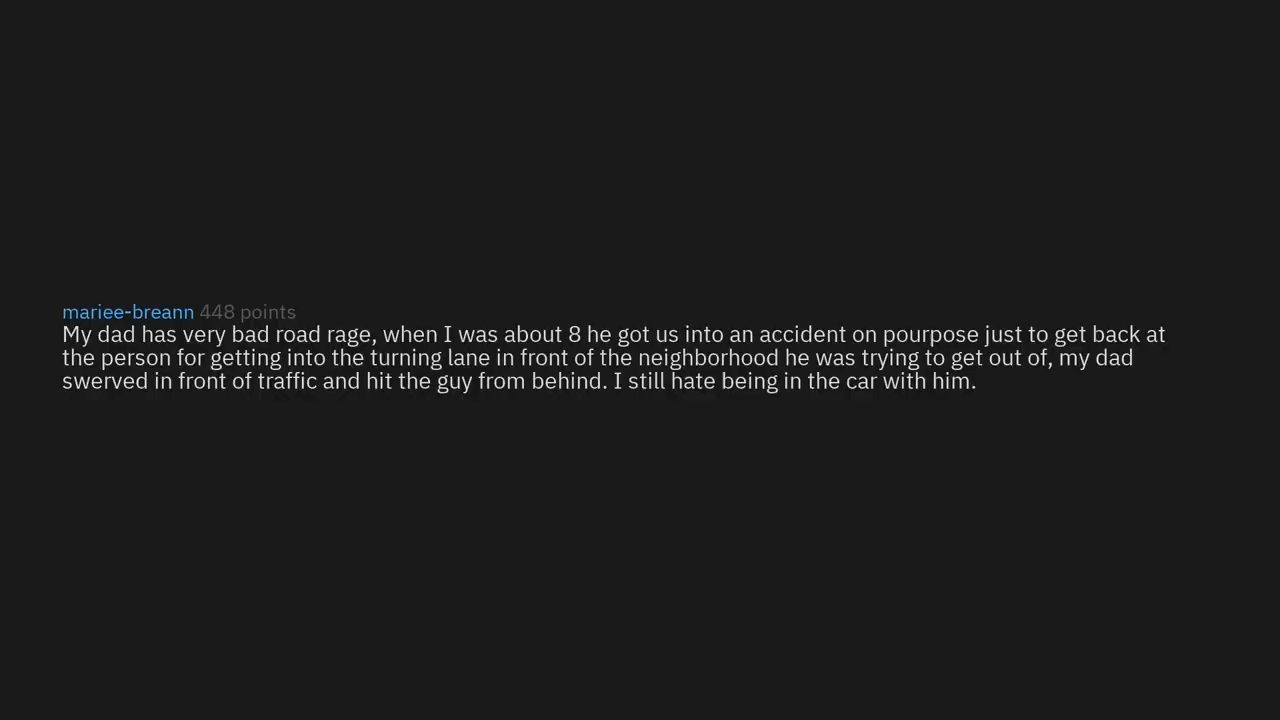 mariee-breann 448 points
My dad has very bad road rage, when I was about 8 he got us into an accident on pourpose just to get back at
the person for getting into the turning lane in front of the neighborhood he was trying to get out of, my dad
swerved in front of traffic and hit the guy from behind. I still hate being in the car with him.